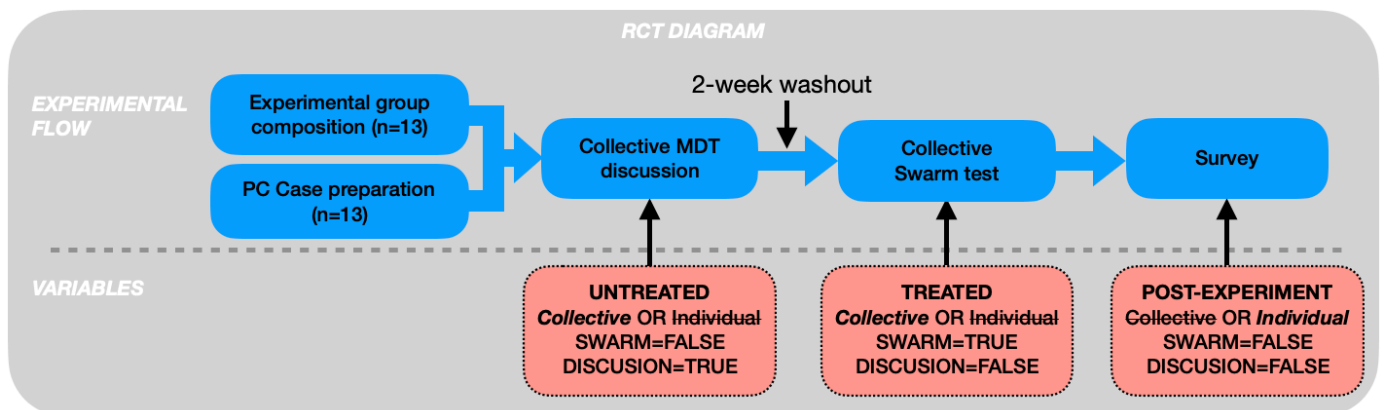 RCT DIAGRAM
EXPERIMENTAL
FLOW
Experimental group
composition (n=13)
PC Case preparation
(n=13)
Collective MDT
discussion
2-week washout
Collective
Swarm test
Survey
VARIABLES
UNTREATED
Collective OR Individual
SWARM=FALSE
DISCUSION=TRUE
TREATED
Collective OR Individual
SWARM=TRUE
DISCUSION=FALSE
POST-EXPERIMENT
Collective OR Individual
SWARM=FALSE
DISCUSION=FALSE